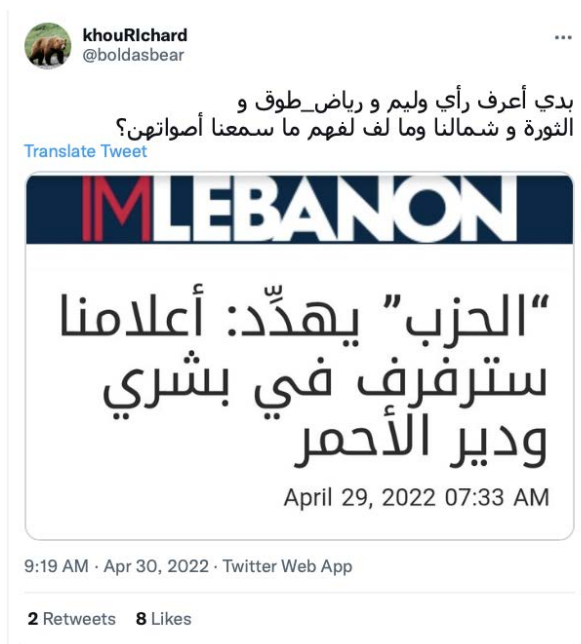 khouRIchard
@boldasbear
بدي أعرف رأي وليم و رياض_طوق و
الثورة و شمالنا وما لف لفهم ما سمعنا أصواتهن؟
Translate Tweet
IMLEBANON
“الحزب” يهدِّد: أعلامنا
سترفرف في بشري
ودير الأحمر
April 29, 2022 07:33 AM
9:19 AM · Apr 30, 2022 · Twitter Web App
2 Retweets 8 Likes